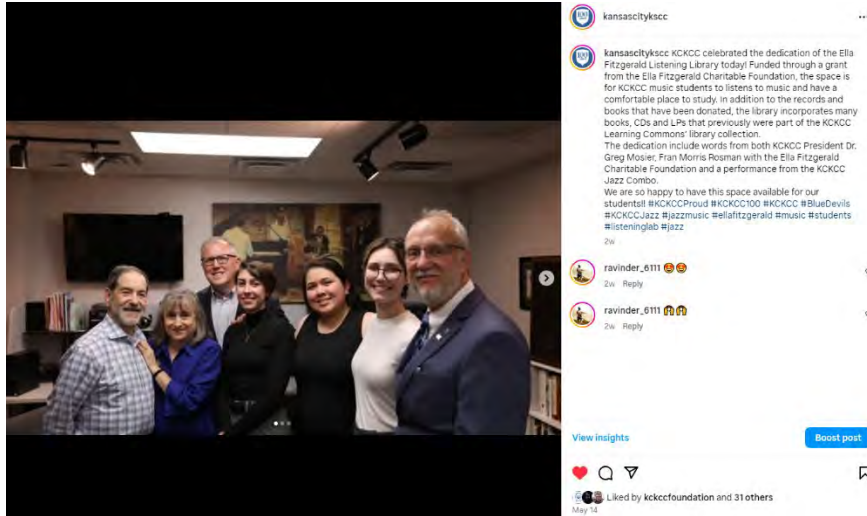 kansascitykscc
kansascitykscc KCKCC celebrated the dedication of the Ella
Fitzgerald Listening Library today! Funded through a grant
from the Ella Fitzgerald Charitable Foundation, the space is
for KCKCC music students to listens to music and have a
comfortable place to study. In addition to the records and
books that have been donated, the library incorporates many
books, CDs and LPs that previously were part of the KCKCC
Learning Commons' library collection.
The dedication include words from both KCKCC President Dr.
Greg Mosier, Fran Morris Rosman with the Ella Fitzgerald
Charitable Foundation and a performance from the KCKCC
Jazz Combo.
We are so happy to have this space available for our
students!! #KCKCCProud #KCKCC100 #KCKCC #BlueDevils
#KCKCCJazz #jazzmusic #ellafitzgerald #music #students
#listeninglab #jazz
2w
ravinder_6111 🥰🥰
2w Reply
ravinder_6111 🙌🙌
2w Reply
View insights
Boost post
Liked by kckccfoundation and 31 others
May 14